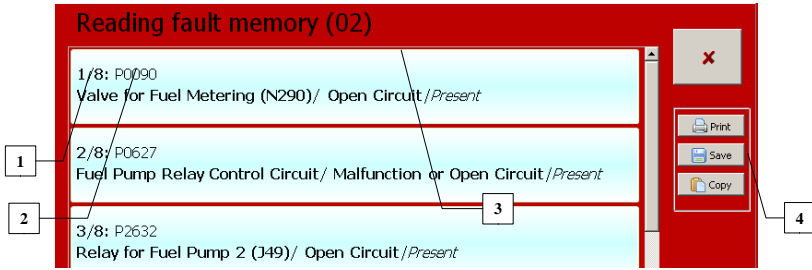 Reading fault memory (02)
1/8: P0090
Valve for Fuel Metering (N290)/ Open Circuit/Present
2/8: P0627
Fuel Pump Relay Control Circuit/ Malfunction or Open Circuit/Present
3/8: P2632
Relay for Fuel Pump 2 (J49)/ Open Circuit/Present
Print
Save
Copy
1
2
3
4